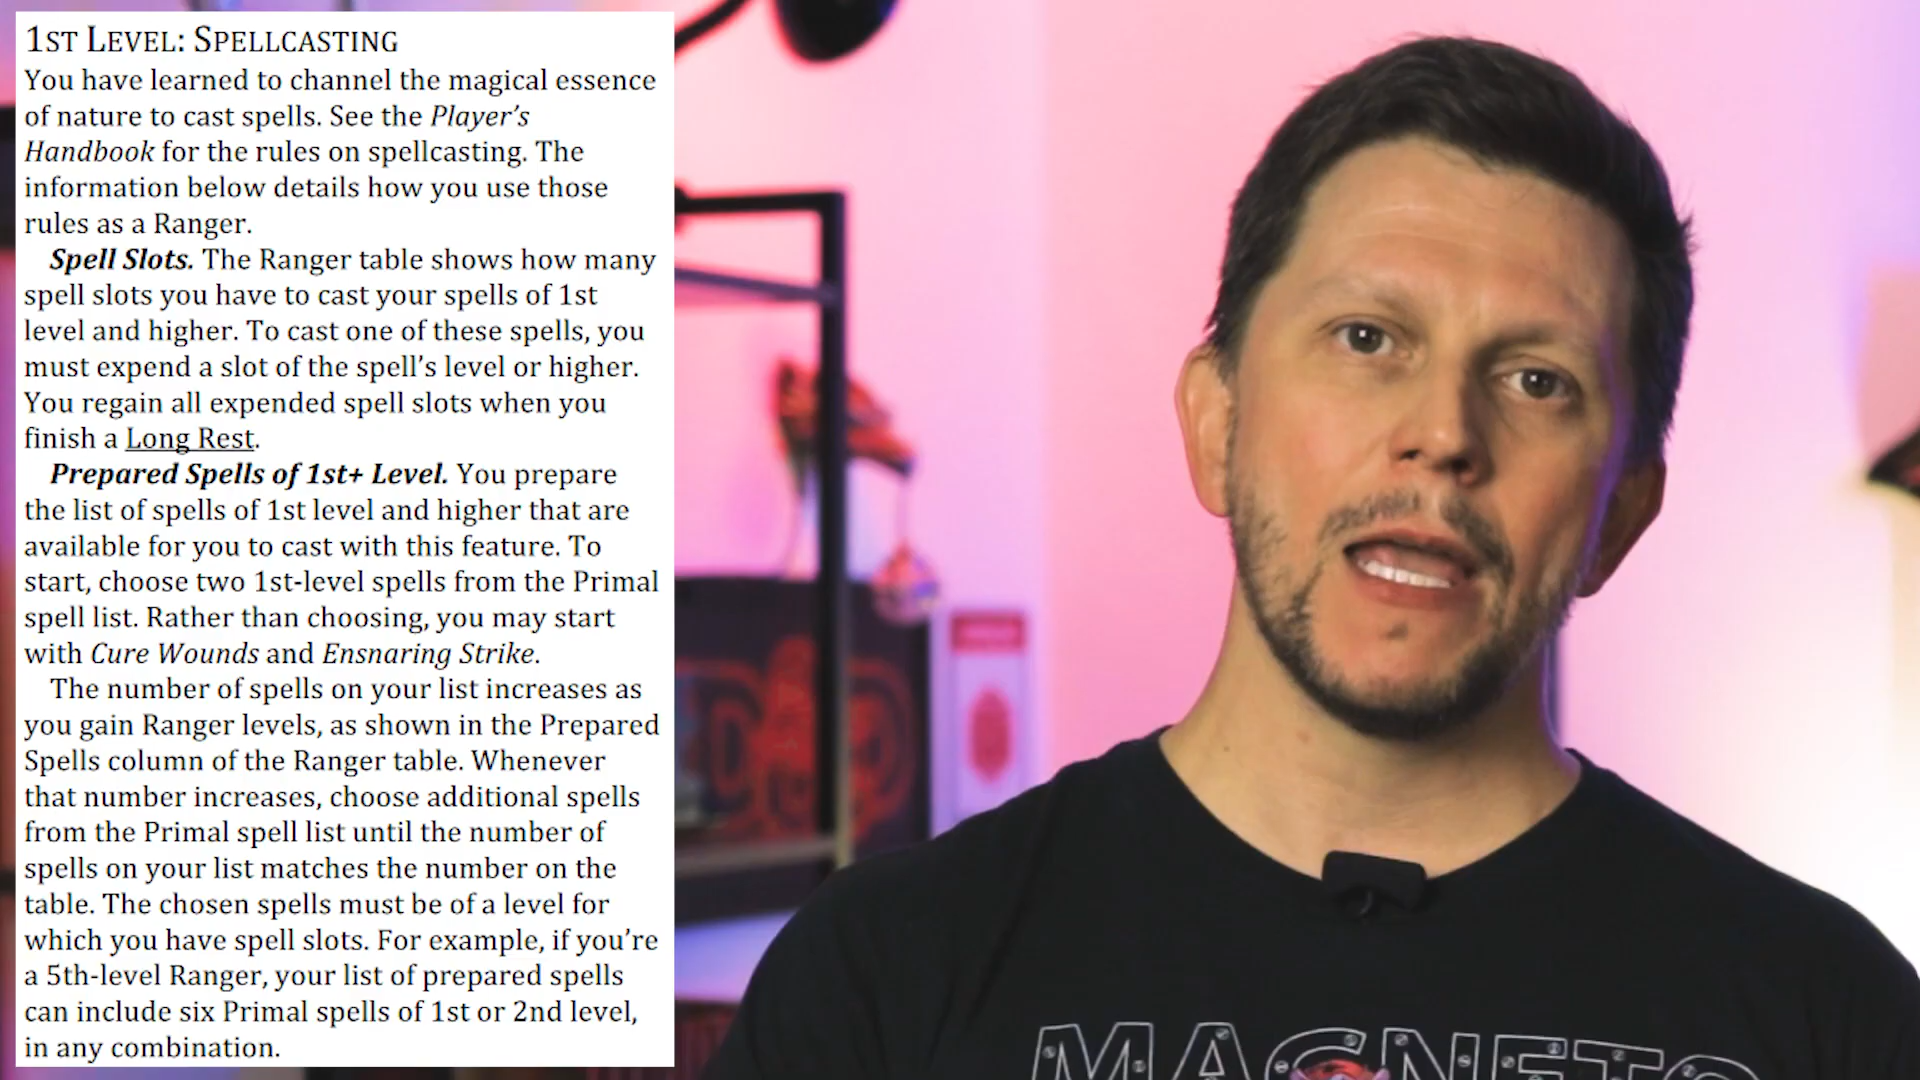 1ST LEVEL: SPELLCASTING
You have learned to channel the magical essence
of nature to cast spells. See the Player’s
Handbook for the rules on spellcasting. The
information below details how you use those
rules as a Ranger.
Spell Slots. The Ranger table shows how many
spell slots you have to cast your spells of 1st
level and higher. To cast one of these spells, you
must expend a slot of the spell’s level or higher.
You regain all expended spell slots when you
finish a Long Rest.
Prepared Spells of 1st+ Level. You prepare
the list of spells of 1st level and higher that are
available for you to cast with this feature. To
start, choose two 1st-level spells from the Primal
spell list. Rather than choosing, you may start
with Cure Wounds and Ensnaring Strike.
The number of spells on your list increases as
you gain Ranger levels, as shown in the Prepared
Spells column of the Ranger table. Whenever
that number increases, choose additional spells
from the Primal spell list until the number of
spells on your list matches the number on the
table. The chosen spells must be of a level for
which you have spell slots. For example, if you’re
a 5th-level Ranger, your list of prepared spells
can include six Primal spells of 1st or 2nd level,
in any combination.
MAGNETO